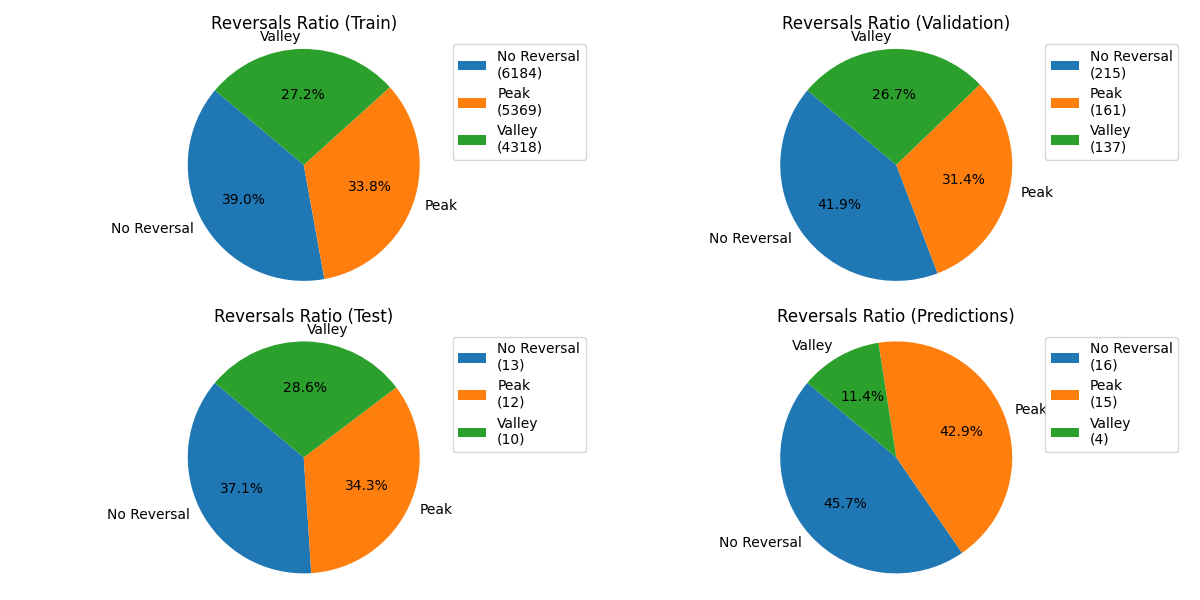 Reversals Ratio (Train)
Valley
27.2%
39.0%
33.8%
No Reversal
Peak
No Reversal
(6184)
Peak
(5369)
Valley
(4318)
Reversals Ratio (Validation)
Valley
26.7%
41.9%
31.4%
No Reversal
Peak
No Reversal
(215)
Peak
(161)
Valley
(137)
Reversals Ratio (Test)
Valley
28.6%
37.1%
34.3%
No Reversal
Peak
No Reversal
(13)
Peak
(12)
Valley
(10)
Reversals Ratio (Predictions)
Valley
11.4%
42.9%
45.7%
No Reversal
Peak
No Reversal
(16)
Peak
(15)
Valley
(4)